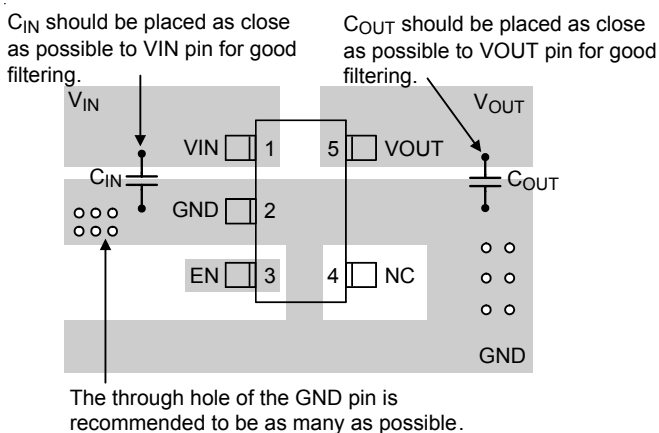 C_IN should be placed as close
as possible to VIN pin for good
filtering.
C_OUT should be placed as close
as possible to VOUT pin for good
filtering.
V_IN
V_OUT
VIN 1
5 VOUT
C_IN
C_OUT
GND 2
EN 3
4 NC
GND
The through hole of the GND pin is
recommended to be as many as possible.